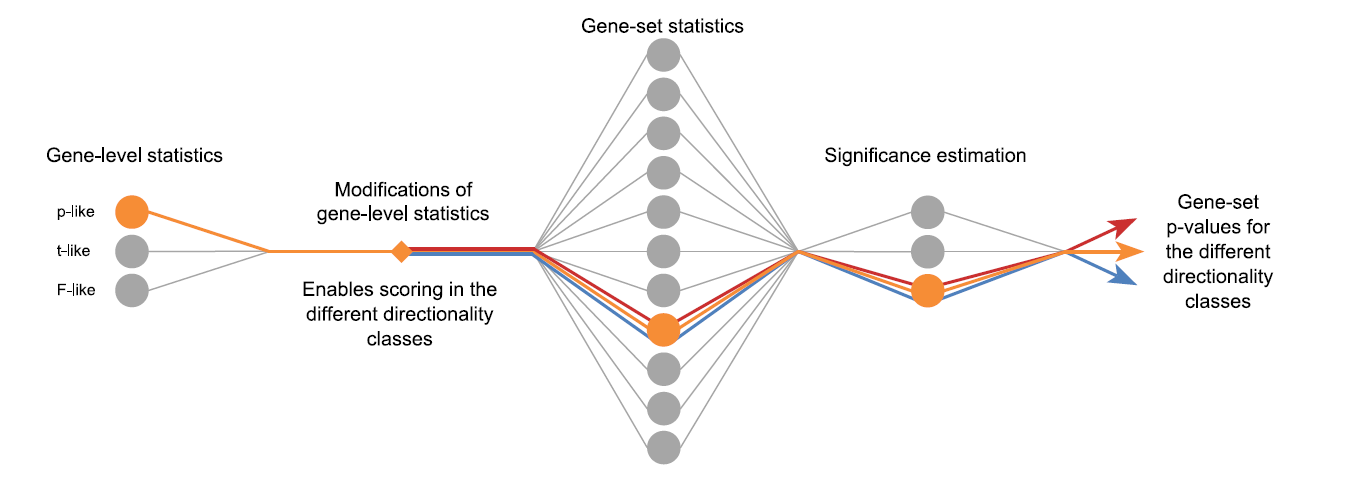 Gene-set statistics
Gene-level statistics
p-like
t-like
F-like
Modifications of
gene-level statistics
Enables scoring in the
different directionality
classes
Significance estimation
Gene-set
p-values for
the different
directionality
classes